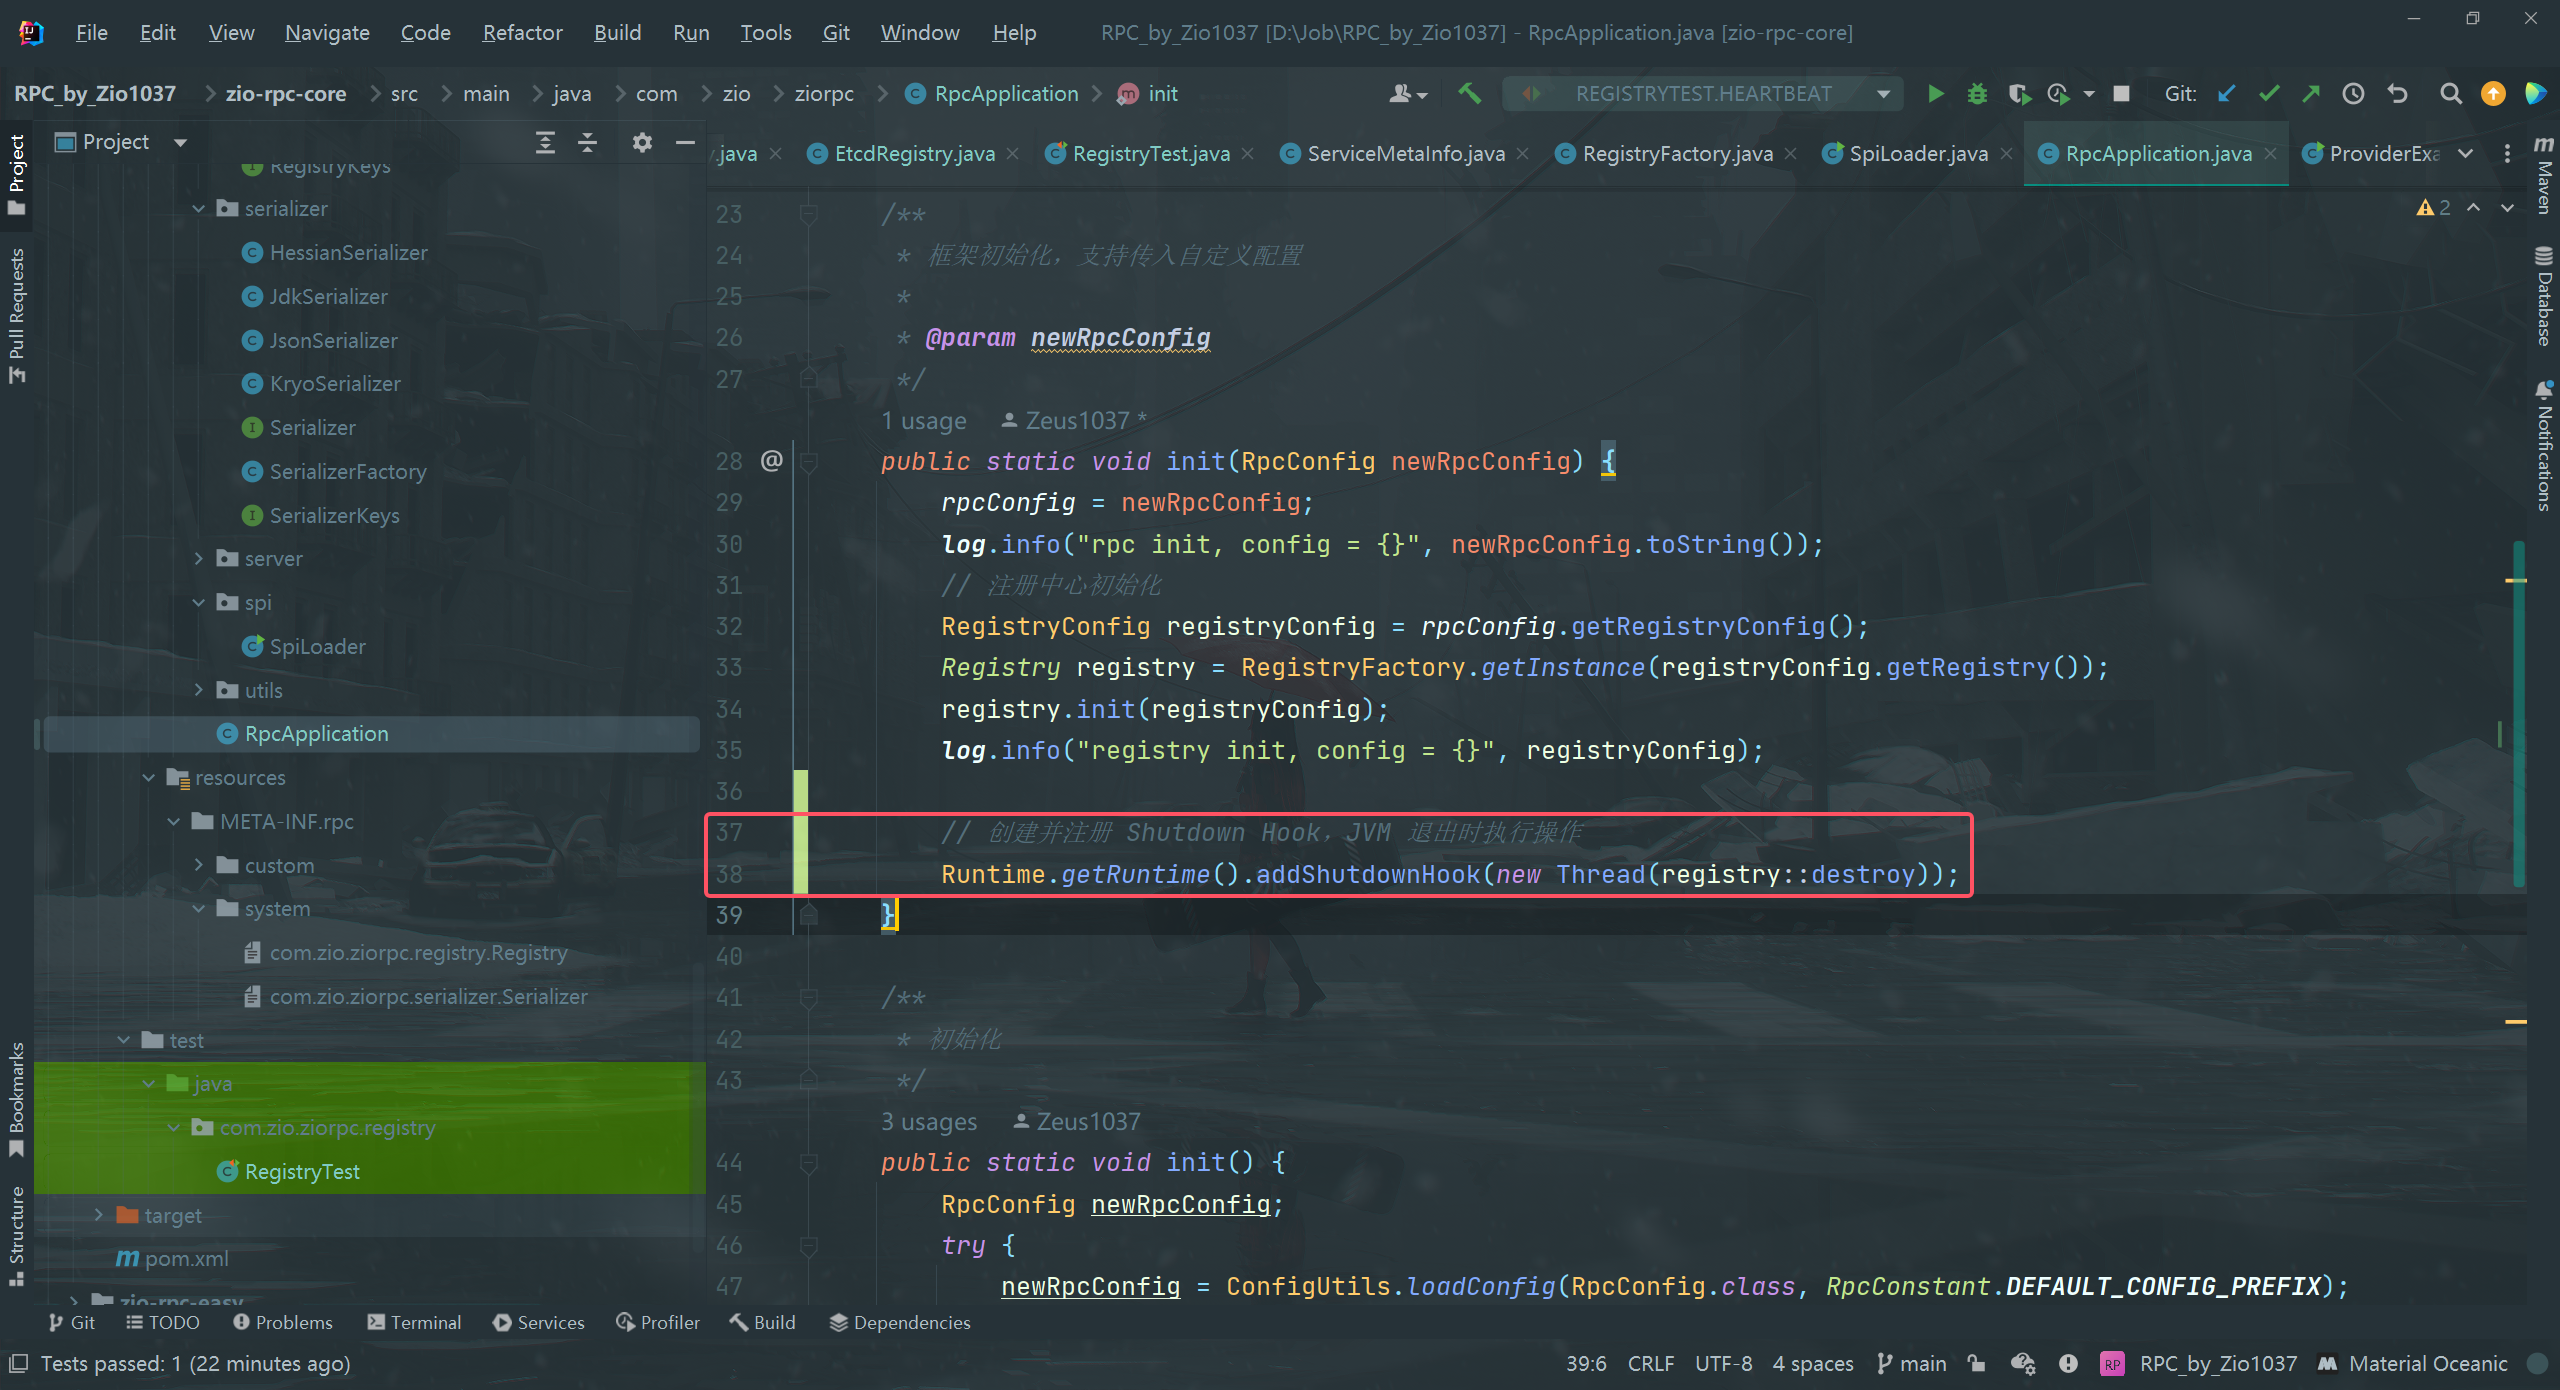 File Edit View Navigate Code Refactor Build Run Tools Git Window Help RPC_by_Zio1037 [D:\Job\RPC_by_Zio1037] - RpcApplication.java [zio-rpc-core]
RPC_by_Zio1037 zio-rpc-core src main java com zio ziorpc RpcApplication init REGISTRYTEST.HEARTBEAT Git:
Project
.java EtcdRegistry.java RegistryTest.java ServiceMetaInfo.java RegistryFactory.java SpiLoader.java RpcApplication.java ProviderExa
Project
Pull Requests
Bookmarks
Structure
RegistryKeys
serializer
HessianSerializer
JdkSerializer
JsonSerializer
KryoSerializer
Serializer
SerializerFactory
SerializerKeys
server
spi
SpiLoader
utils
RpcApplication
resources
META-INF.rpc
custom
system
com.zio.ziorpc.registry.Registry
com.zio.ziorpc.serializer.Serializer
test
java
com.zio.ziorpc.registry
RegistryTest
target
pom.xml
zio-rpc-easy
2
23 /**
24 * 框架初始化，支持传入自定义配置
25 *
26 * @param newRpcConfig
27 */
1 usage Zeus1037 *
28 @ public static void init(RpcConfig newRpcConfig) {
29 rpcConfig = newRpcConfig;
30 log.info("rpc init, config = {}", newRpcConfig.toString());
31 // 注册中心初始化
32 RegistryConfig registryConfig = rpcConfig.getRegistryConfig();
33 Registry registry = RegistryFactory.getInstance(registryConfig.getRegistry());
34 registry.init(registryConfig);
35 log.info("registry init, config = {}", registryConfig);
36
37 // 创建并注册 Shutdown Hook，JVM 退出时执行操作
38 Runtime.getRuntime().addShutdownHook(new Thread(registry::destroy));
39 }
40
41 /**
42 * 初始化
43 */
3 usages Zeus1037
44 public static void init() {
45 RpcConfig newRpcConfig;
46 try {
47 newRpcConfig = ConfigUtils.loadConfig(RpcConfig.class, RpcConstant.DEFAULT_CONFIG_PREFIX);
Maven
Database
Notifications
Git TODO Problems Terminal Services Profiler Build Dependencies
Tests passed: 1 (22 minutes ago) 39:6 CRLF UTF-8 4 spaces main RP RPC_by_Zio1037 Material Oceanic